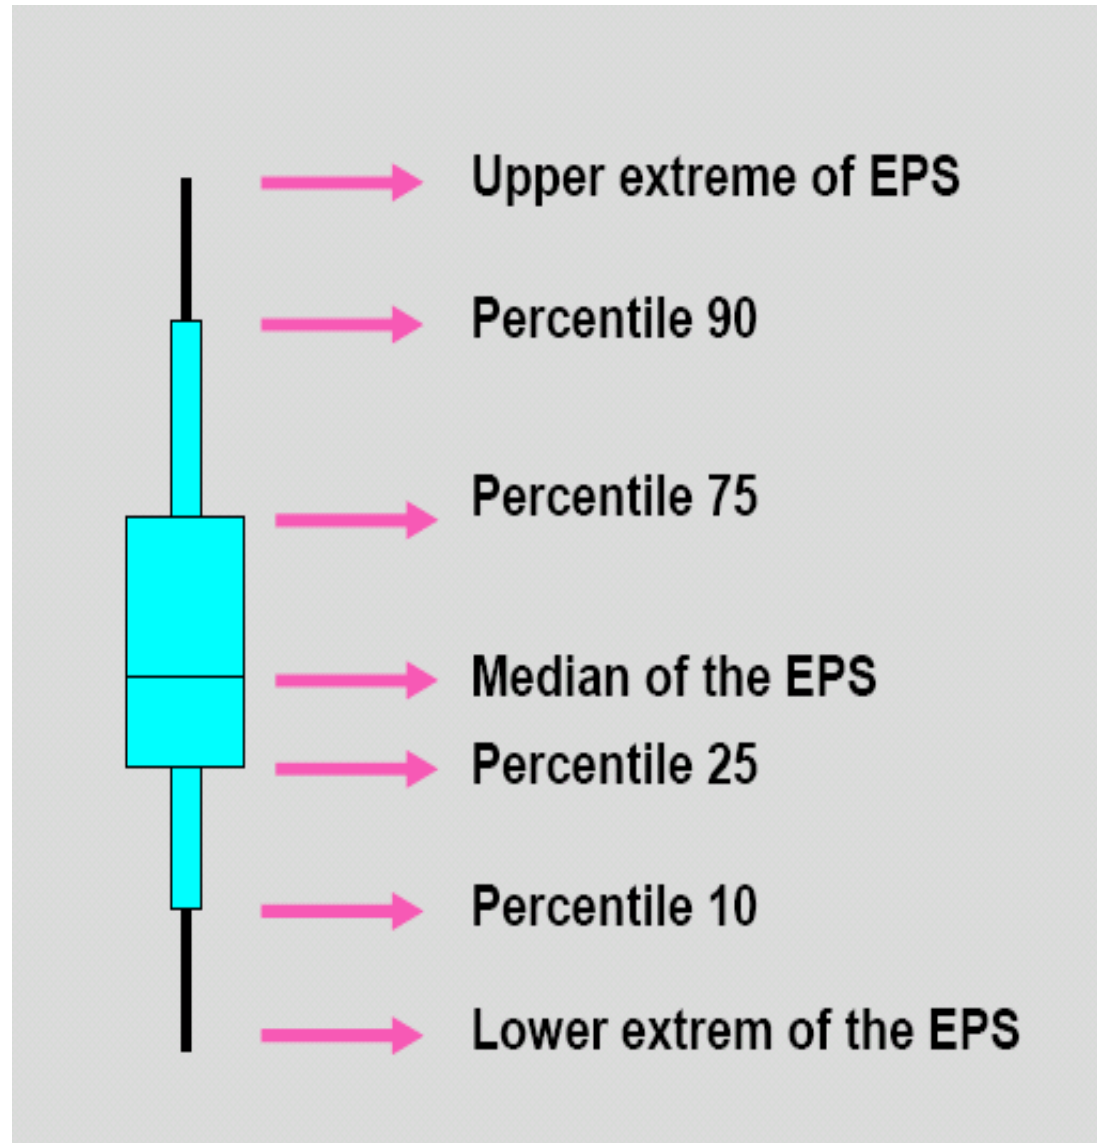 Upper extreme of EPS
Percentile 90
Percentile 75
Median of the EPS
Percentile 25
Percentile 10
Lower extrem of the EPS